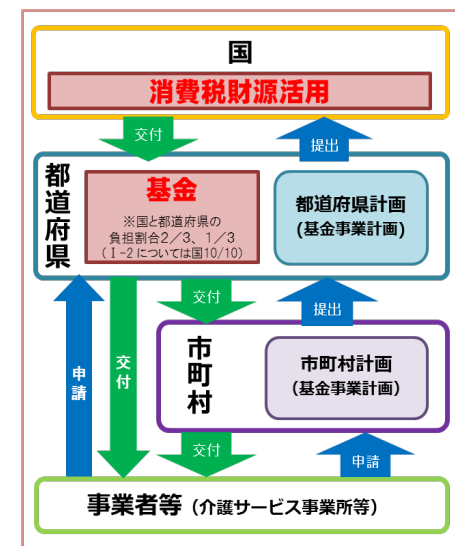 国
消費税財源活用
交付
提出
都道府県
基金
※国と都道府県の
負担割合2/3、1/3
(Ⅰ-2については国10/10)
都道府県計画
(基金事業計画)
交付
提出
申請
交付
市町村
市町村計画
(基金事業計画)
交付
申請
事業者等(介護サービス事業所等)